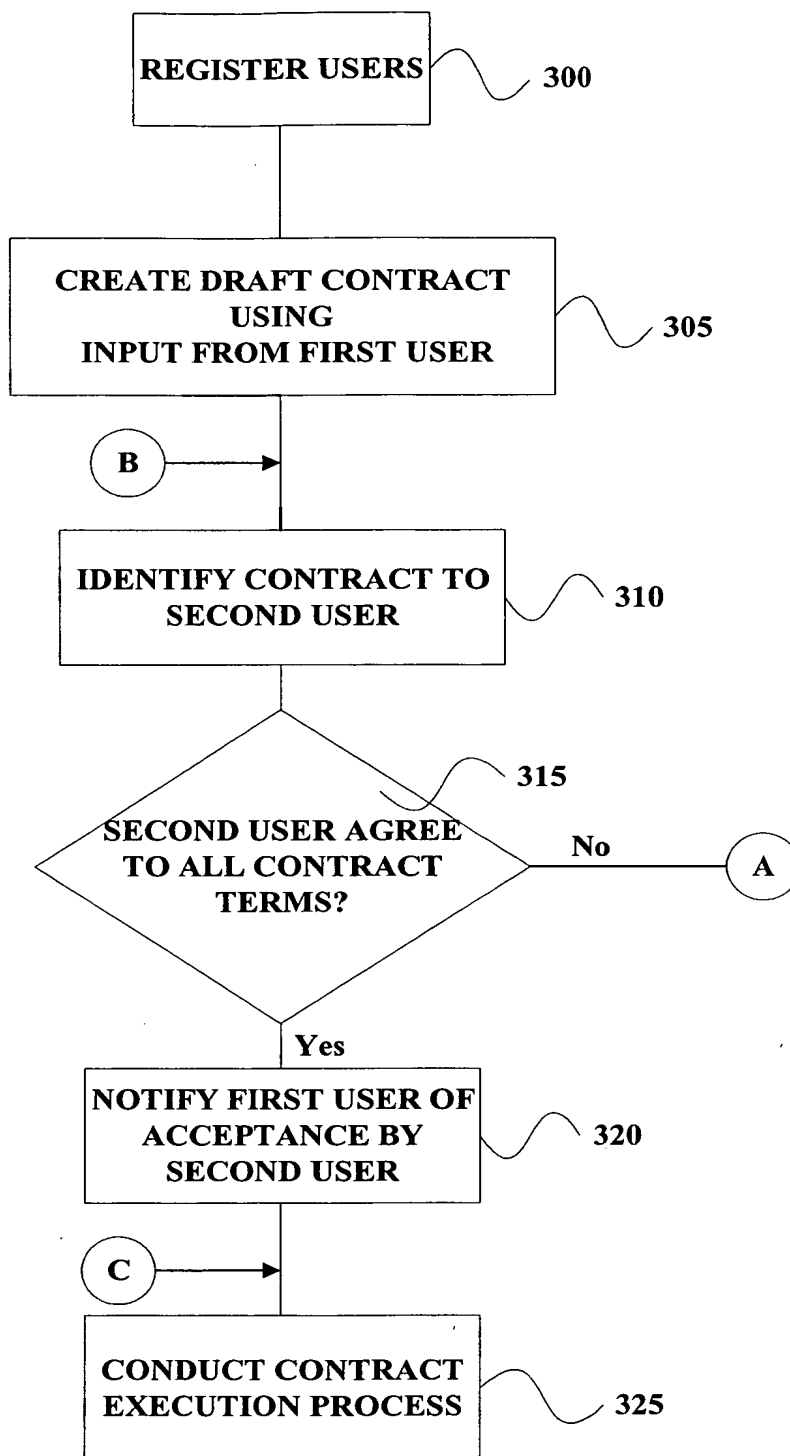 REGISTER USERS
300
CREATE DRAFT CONTRACT
USING
INPUT FROM FIRST USER
305
B
IDENTIFY CONTRACT TO
SECOND USER
310
315
SECOND USER AGREE
TO ALL CONTRACT
TERMS?
No
A
Yes
NOTIFY FIRST USER OF
ACCEPTANCE BY
SECOND USER
320
C
CONDUCT CONTRACT
EXECUTION PROCESS
325